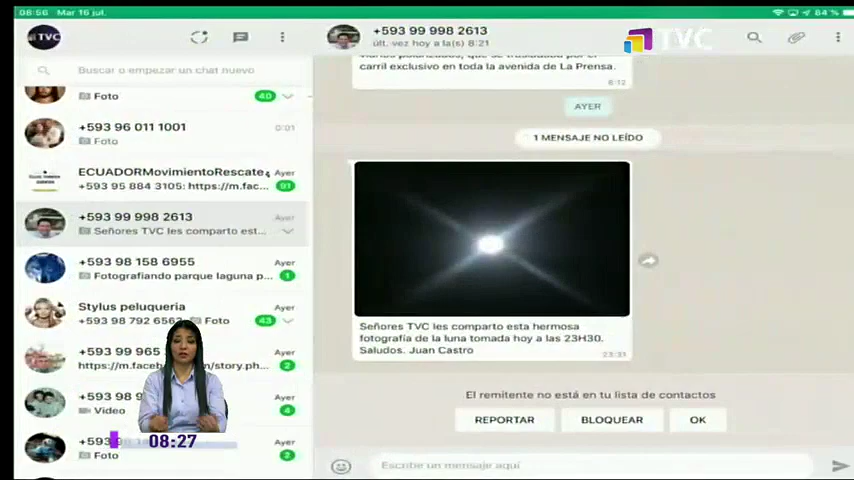 08:56 Mar 16 jul.
84 %
TVC
+593 99 998 2613
últ. vez hoy a la(s) 8:21
TVC
Buscar o empezar un chat nuevo
Foto
40
+593 96 011 1001
0:01
Foto
ECUADORMovimientoRescate
Ayer
+593 95 884 3105: https://m.fac...
91
+593 99 998 2613
Ayer
Señores TVC les comparto est...
+593 98 158 6955
Ayer
Fotografiando parque laguna p...
1
Stylus peluqueria
Ayer
+593 98 792 6562: Foto
43
+593 99 965
Ayer
https://m.facebook.com/story.ph...
2
+593 98 9
Ayer
Video
4
+593 9
Ayer
Foto
2
carril exclusivo en toda la avenida de La Prensa.
8:12
AYER
1 MENSAJE NO LEÍDO
Señores TVC les comparto esta hermosa
fotografía de la luna tomada hoy a las 23H30.
Saludos. Juan Castro
23:31
El remitente no está en tu lista de contactos
REPORTAR
BLOQUEAR
OK
Escribe un mensaje aquí
08:27